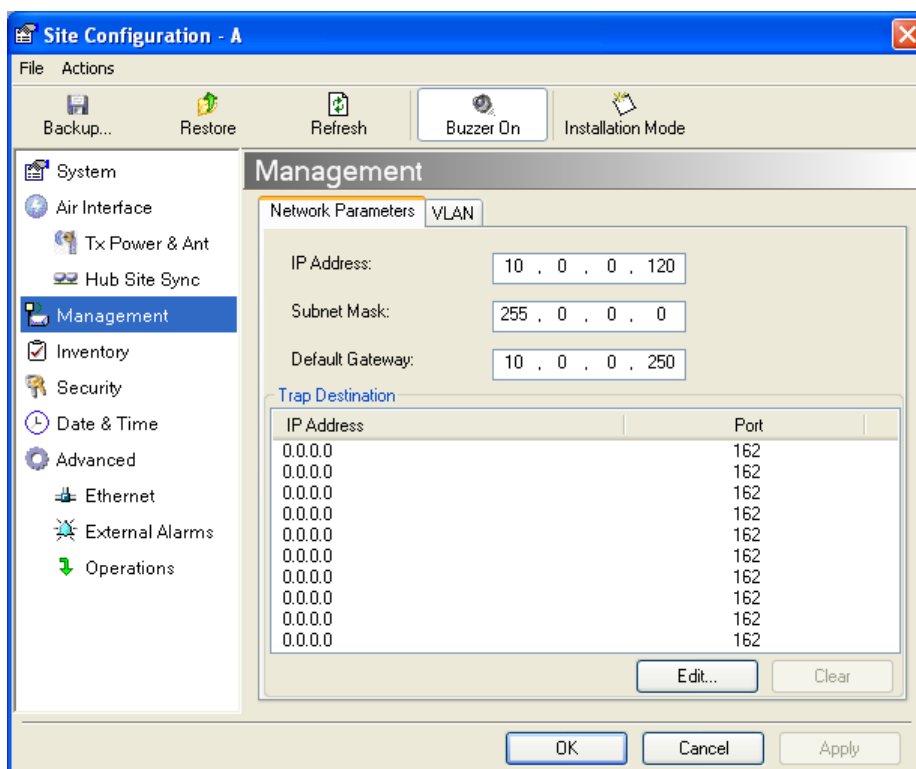 Site Configuration - A
File Actions
Backup... Restore Refresh Buzzer On Installation Mode
System
Air Interface
Tx Power & Ant
Hub Site Sync
Management
Inventory
Security
Date & Time
Advanced
Ethernet
External Alarms
Operations
Management
Network Parameters VLAN
IP Address: 10 . 0 . 0 . 120
Subnet Mask: 255 . 0 . 0 . 0
Default Gateway: 10 . 0 . 0 . 250
Trap Destination
IP Address Port
0.0.0.0 162
0.0.0.0 162
0.0.0.0 162
0.0.0.0 162
0.0.0.0 162
0.0.0.0 162
0.0.0.0 162
0.0.0.0 162
0.0.0.0 162
0.0.0.0 162
Edit... Clear
OK Cancel Apply